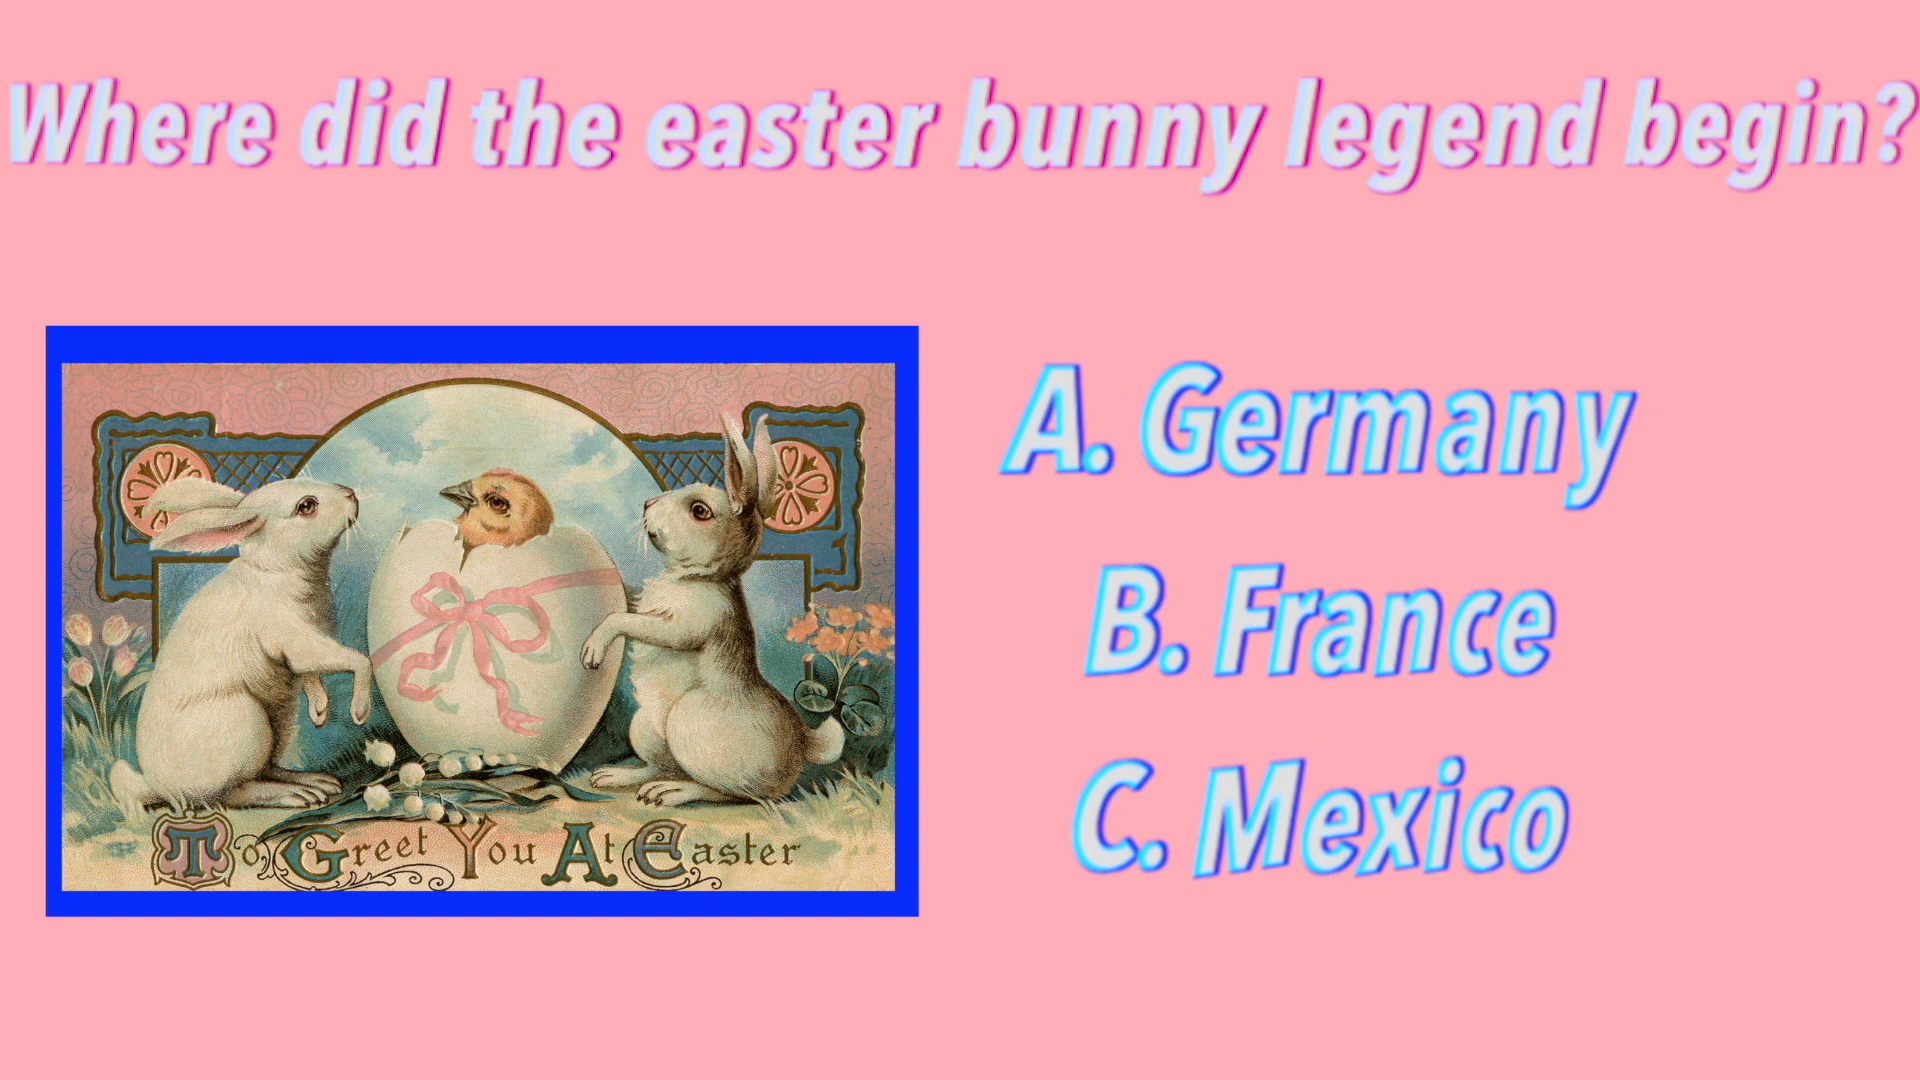 Where did the easter bunny legend begin?
To Greet You At Easter
A. Germany
B. France
C. Mexico